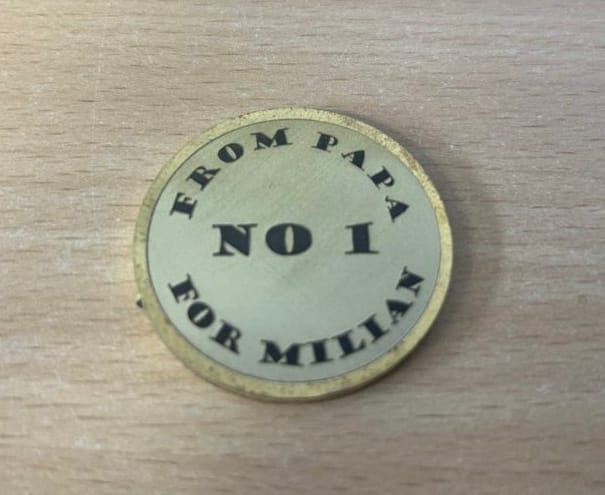 FROM PAPA
NO 1
FOR MILIAN